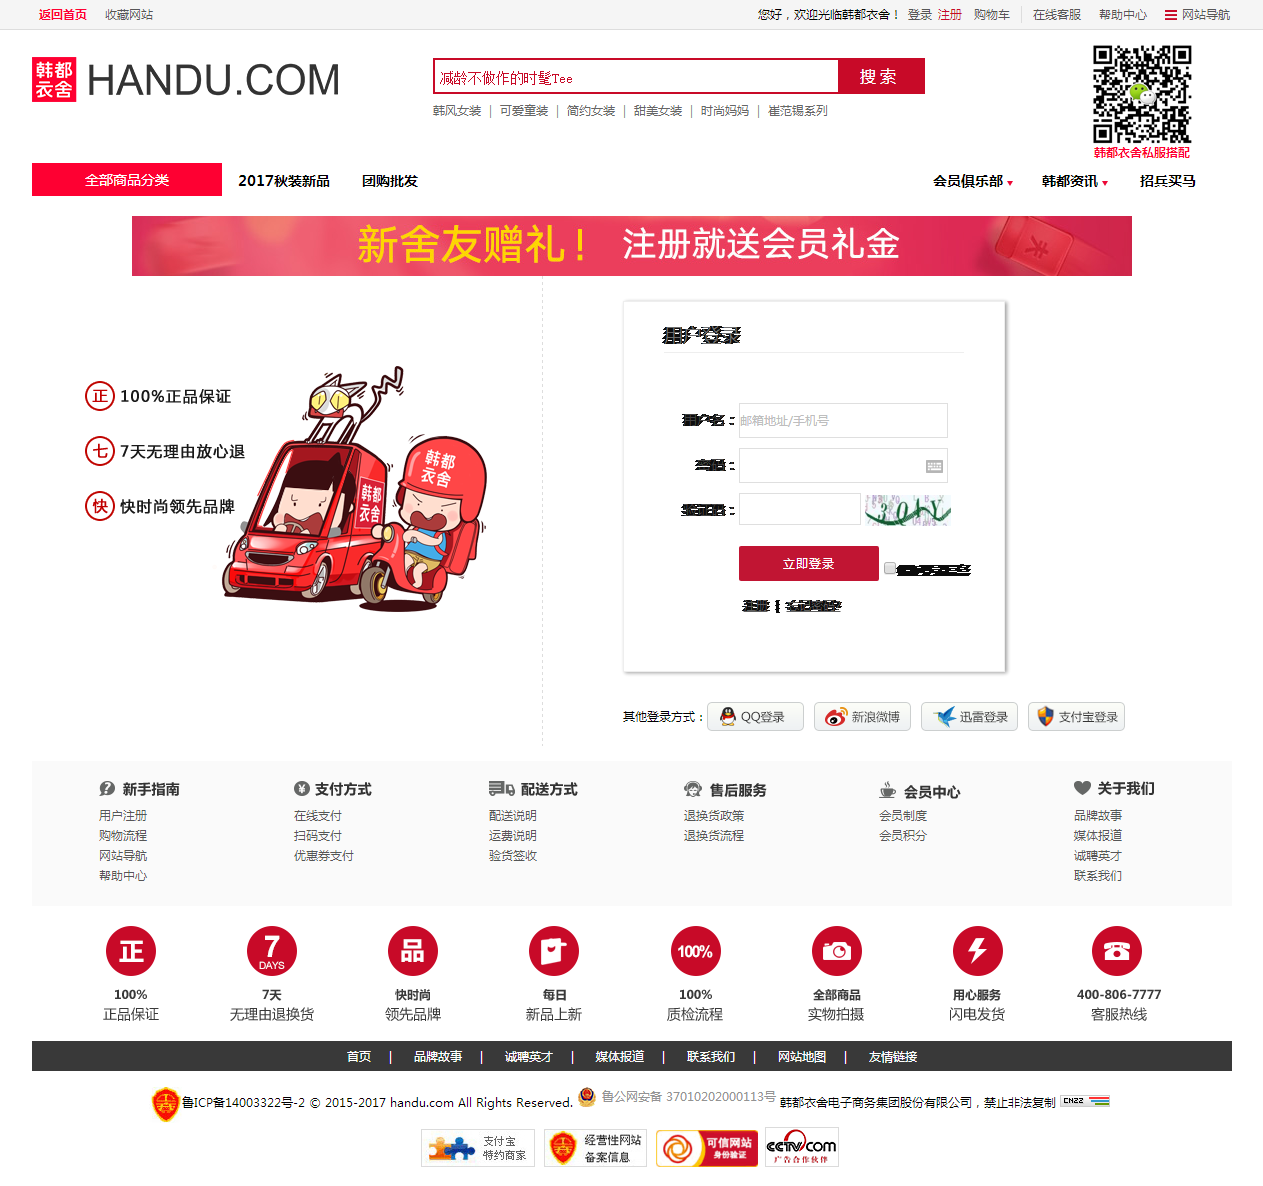 返回首页 收藏网站 您好，欢迎光临韩都衣舍！ 登录 注册 购物车 在线客服 帮助中心 网站导航
韩都衣舍 HANDU.COM
减龄不做作的时髦Tee 搜索
韩风女装 | 可爱童装 | 简约女装 | 甜美女装 | 时尚妈妈 | 崔范锡系列
韩都衣舍私服搭配
全部商品分类 2017秋装新品 团购批发 会员俱乐部 韩都资讯 招兵买马
新舍友赠礼！ 注册就送会员礼金
正 100%正品保证
七 7天无理由放心退
快 快时尚领先品牌
韩都衣舍
韩都衣舍
邮箱地址/手机号
立即登录
其他登录方式： QQ登录 新浪微博 迅雷登录 支付宝登录
新手指南
用户注册
购物流程
网站导航
帮助中心
支付方式
在线支付
扫码支付
优惠券支付
配送方式
配送说明
运费说明
验货签收
售后服务
退换货政策
退换货流程
会员中心
会员制度
会员积分
关于我们
品牌故事
媒体报道
诚聘英才
联系我们
正
100%
正品保证
7 DAYS
7天
无理由退换货
品
快时尚
领先品牌
每日
新品上新
100%
100%
质检流程
全部商品
实物拍摄
用心服务
闪电发货
400-806-7777
客服热线
首页 | 品牌故事 | 诚聘英才 | 媒体报道 | 联系我们 | 网站地图 | 友情链接
鲁ICP备14003322号-2 © 2015-2017 handu.com All Rights Reserved. 鲁公网安备 37010202000113号 韩都衣舍电子商务集团股份有限公司，禁止非法复制 CNZZ
支付宝
特约商家
经营性网站
备案信息
可信网站
身份验证
CCTV.com
广告合作伙伴